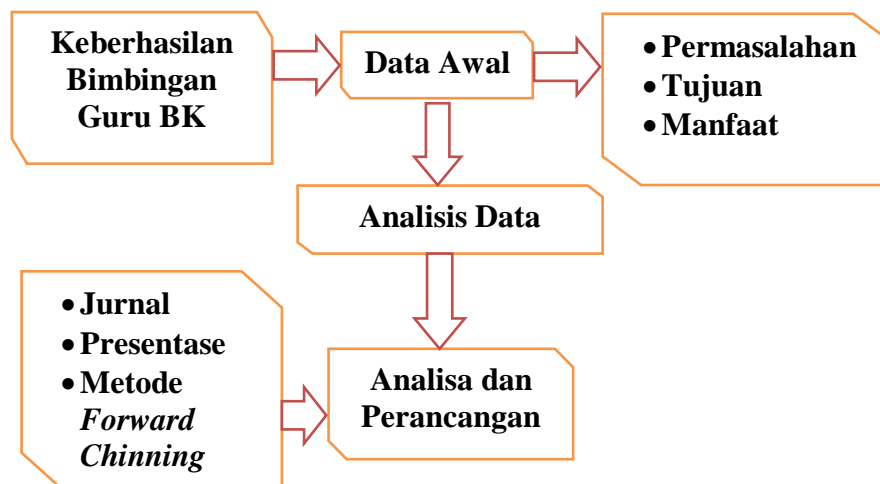 Keberhasilan
Bimbingan
Guru BK
Data Awal
• Permasalahan
• Tujuan
• Manfaat
Analisis Data
• Jurnal
• Presentase
• Metode
Forward
Chinning
Analisa dan
Perancangan